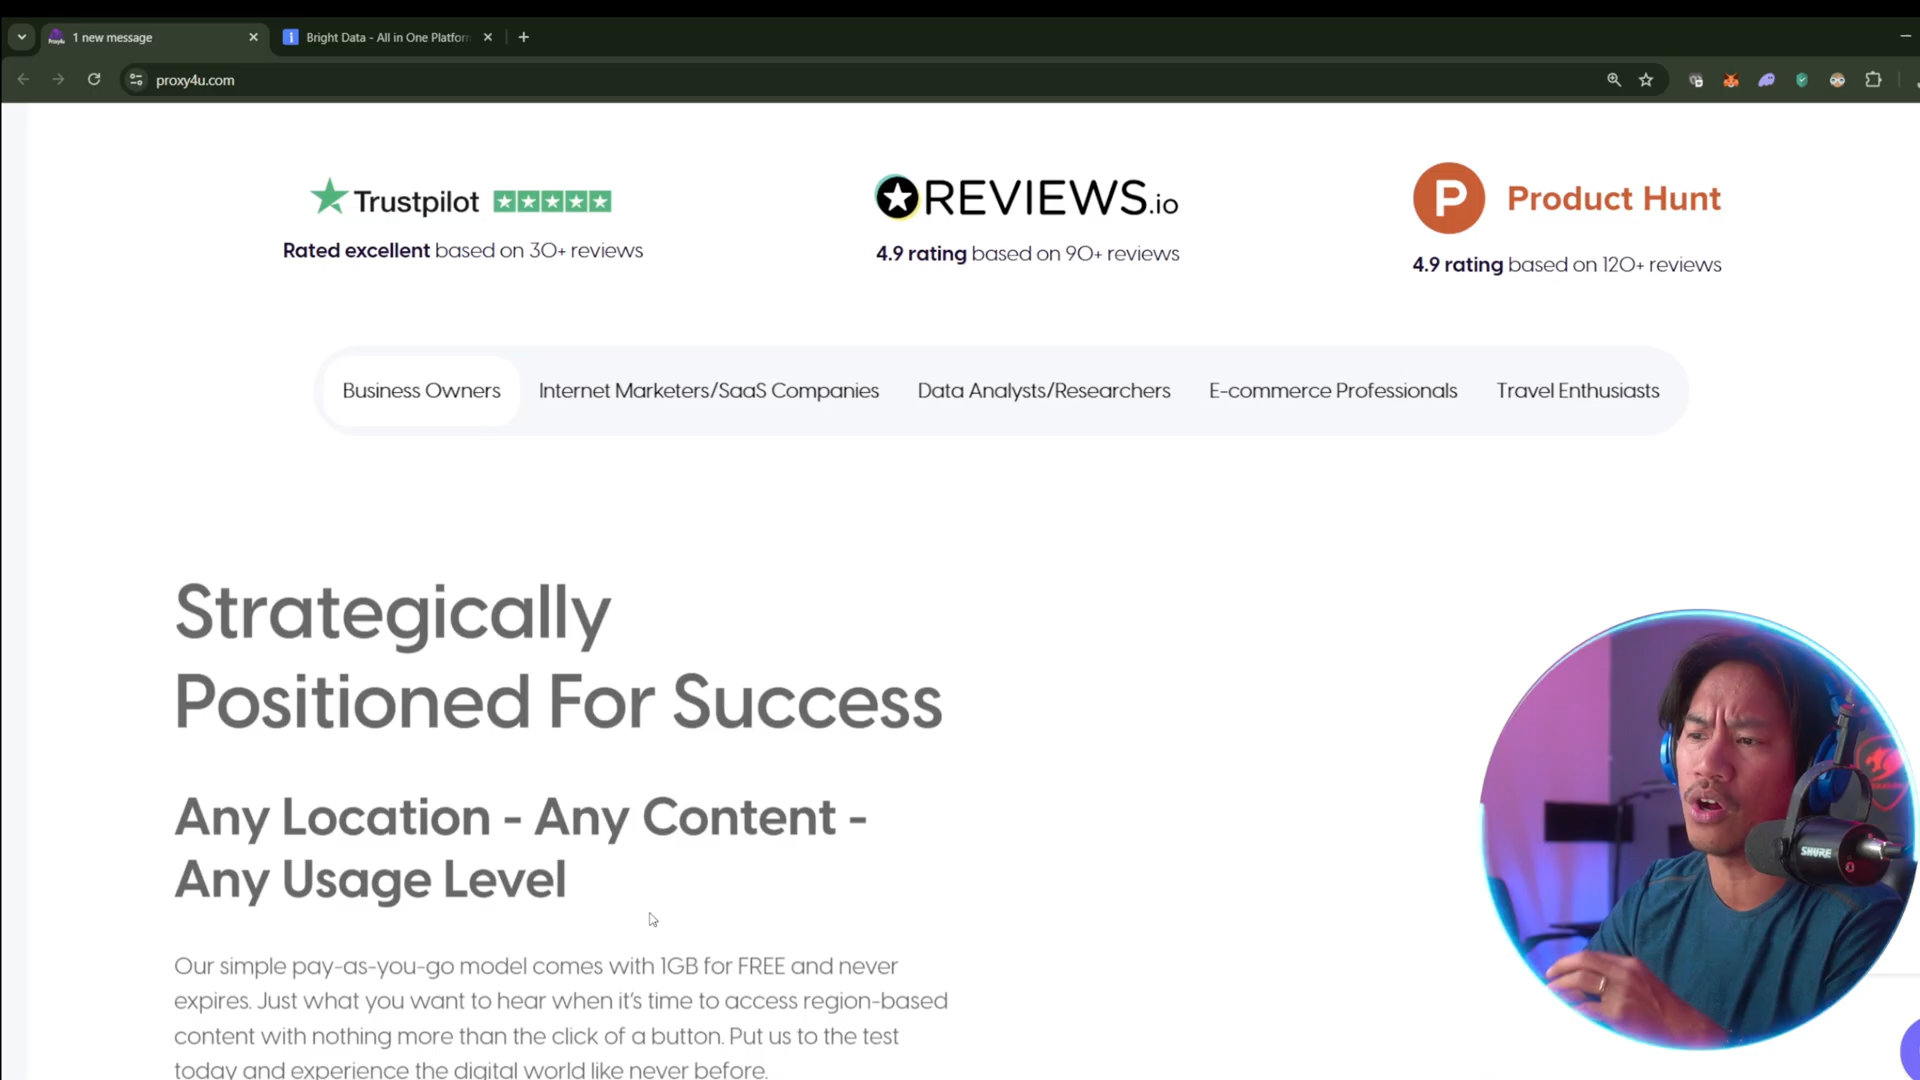 1 new message
Bright Data - All in One Platfor
proxy4u.com
Trustpilot
REVIEWS.io
P Product Hunt
Rated excellent based on 30+ reviews
4.9 rating based on 90+ reviews
4.9 rating based on 120+ reviews
Business Owners
Internet Marketers/SaaS Companies
Data Analysts/Researchers
E-commerce Professionals
Travel Enthusiasts
Strategically
Positioned For Success
Any Location - Any Content -
Any Usage Level
Our simple pay-as-you-go model comes with 1GB for FREE and never
expires. Just what you want to hear when it's time to access region-based
content with nothing more than the click of a button. Put us to the test
today and experience the digital world like never before.
SHURE